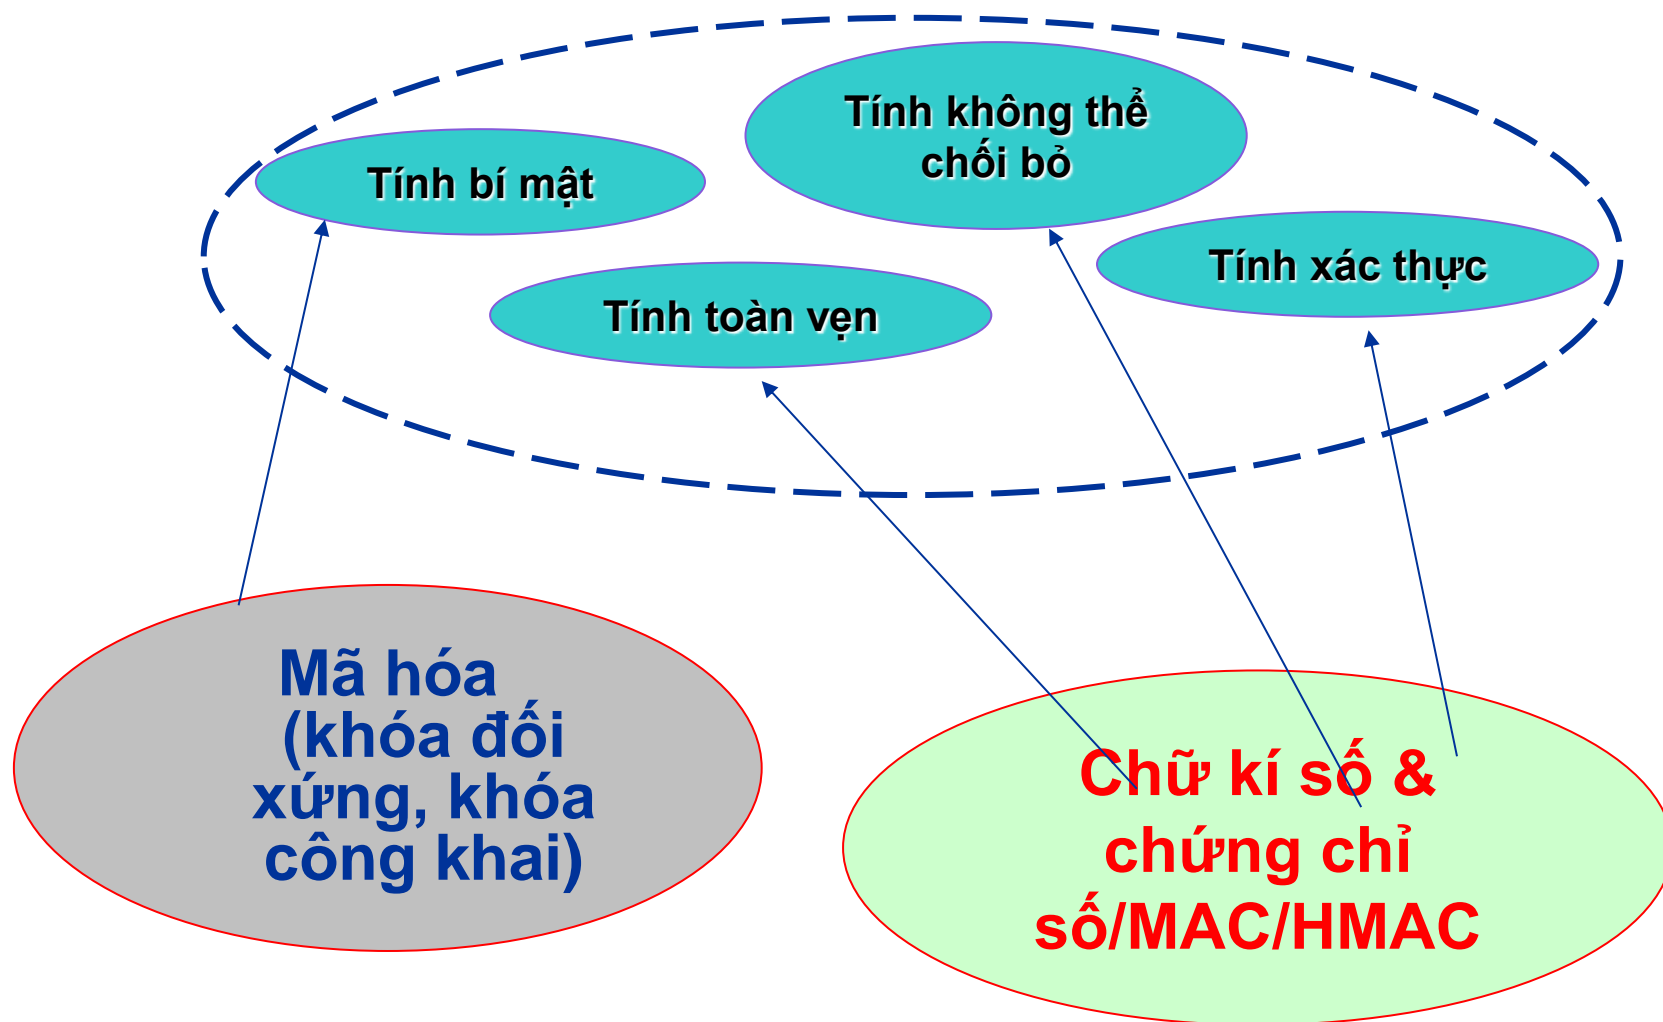 Tính không thể
chối bỏ
Tính bí mật
Tính xác thực
Tính toàn vẹn
Mã hóa
(khóa đối
xứng, khóa
công khai)
Chữ kí số &
chứng chỉ
số/MAC/HMAC